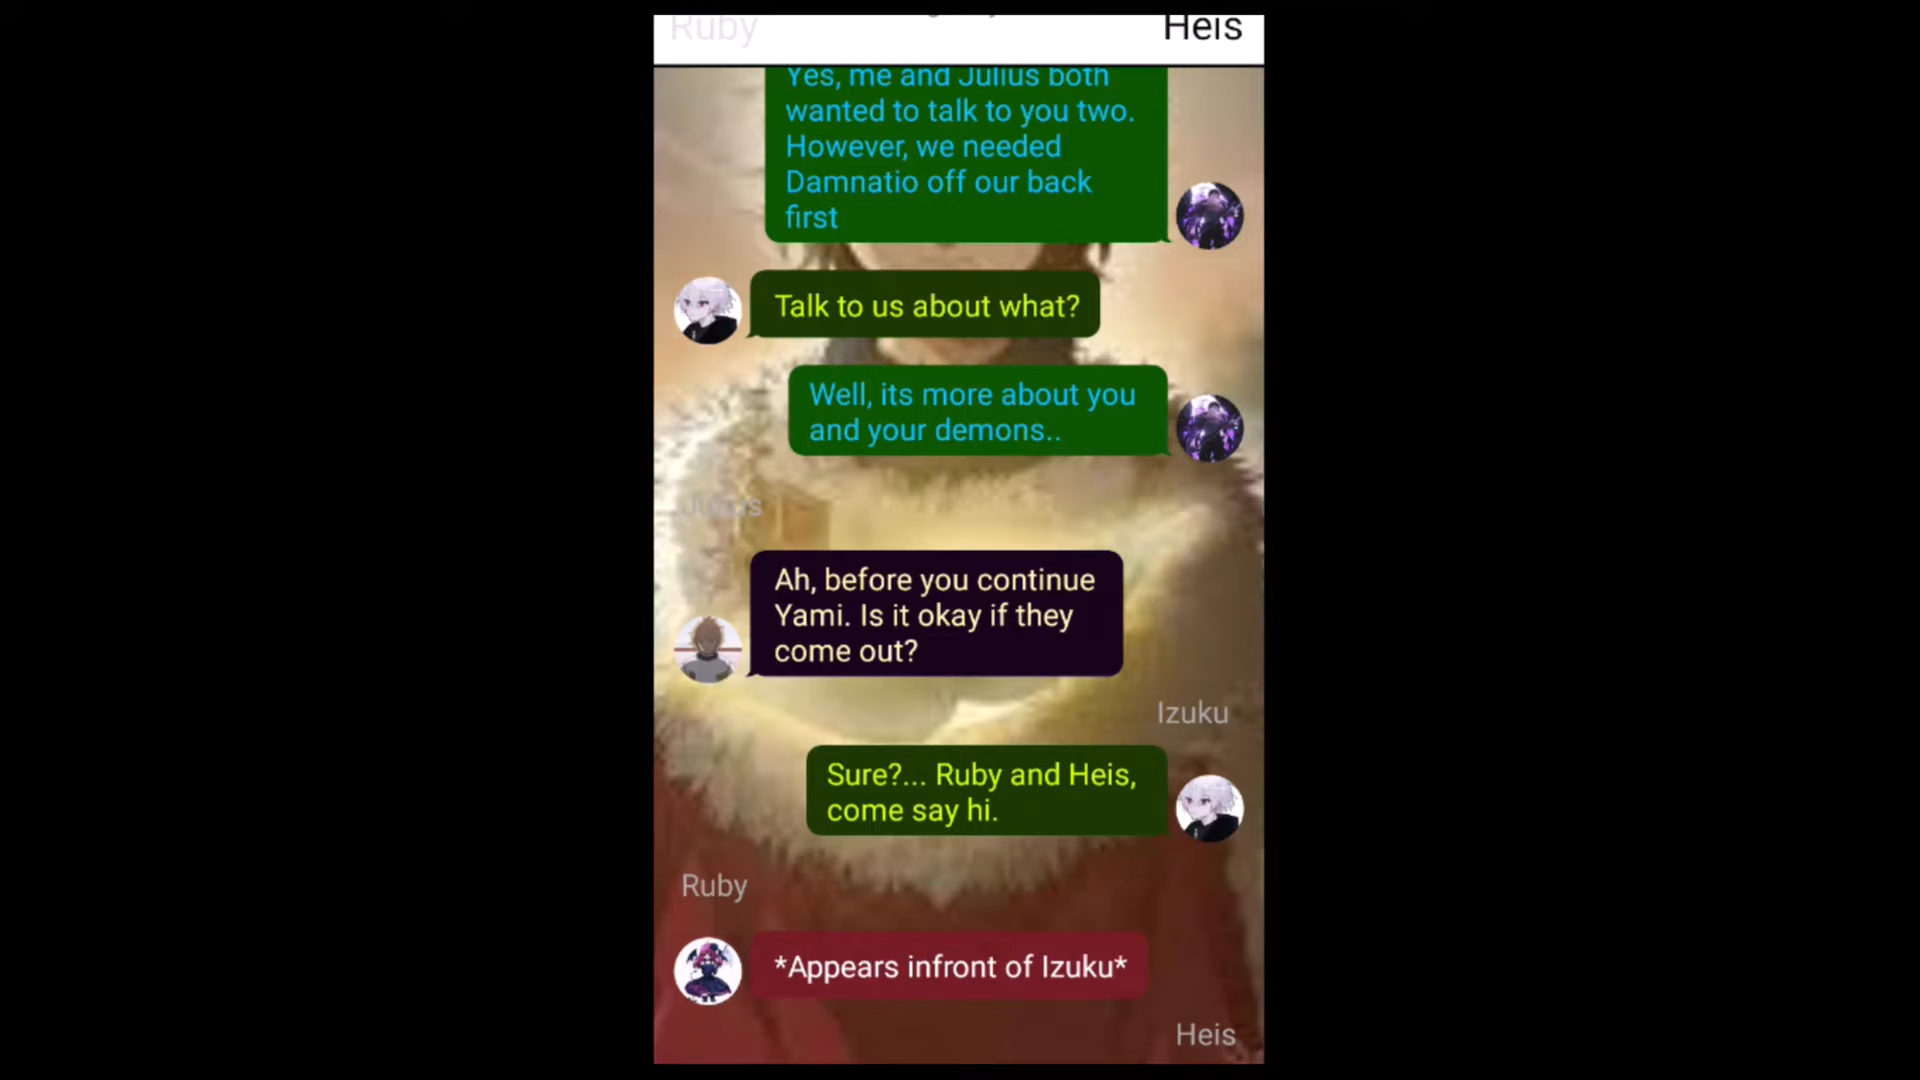 Ruby
Heis
Yes, me and Julius both
wanted to talk to you two.
However, we needed
Damnatio off our back
first
Talk to us about what?
Well, its more about you
and your demons..
Julius
Ah, before you continue
Yami. Is it okay if they
come out?
Izuku
Sure?... Ruby and Heis,
come say hi.
Ruby
*Appears infront of Izuku*
Heis